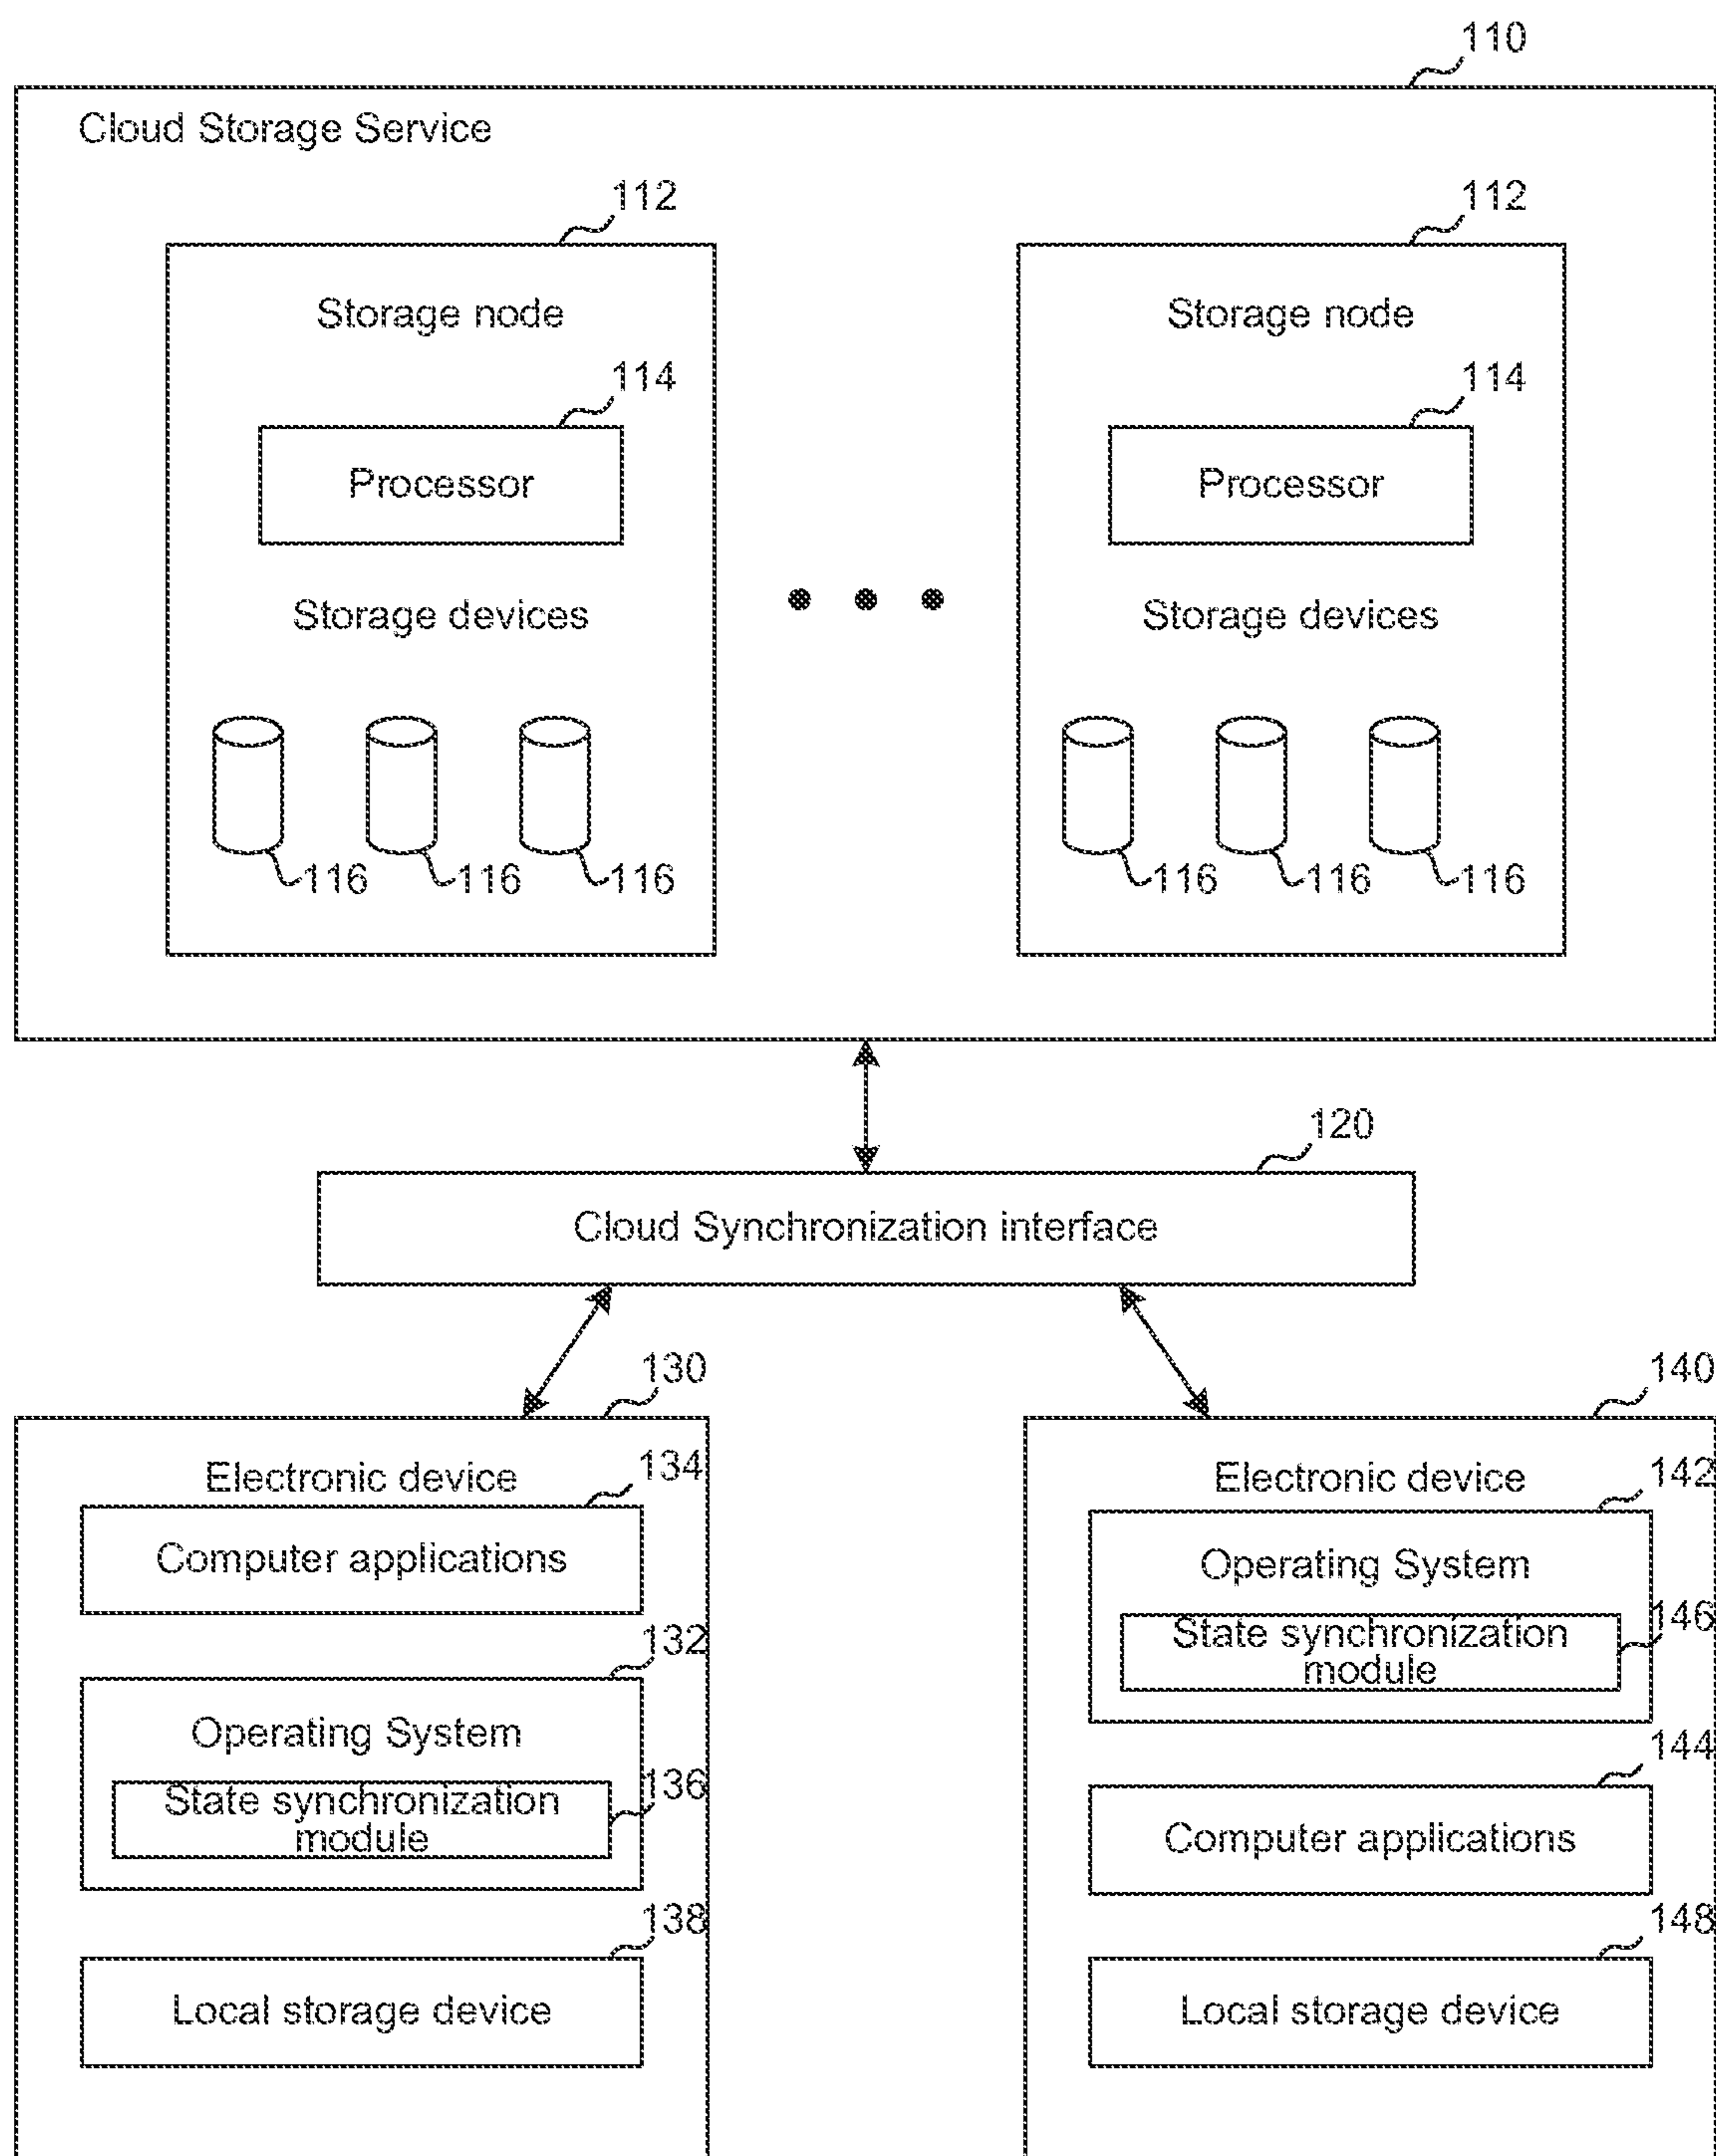 110
Cloud Storage Service
112
112
Storage node
Storage node
114
114
Processor
Processor
Storage devices
Storage devices
116
116
116
116
116
116
120
Cloud Synchronization interface
130
140
Electronic device
134
Computer applications
132
Operating System
136
State synchronization
module
138
Local storage device
Electronic device
142
Operating System
146
State synchronization
module
144
Computer applications
148
Local storage device